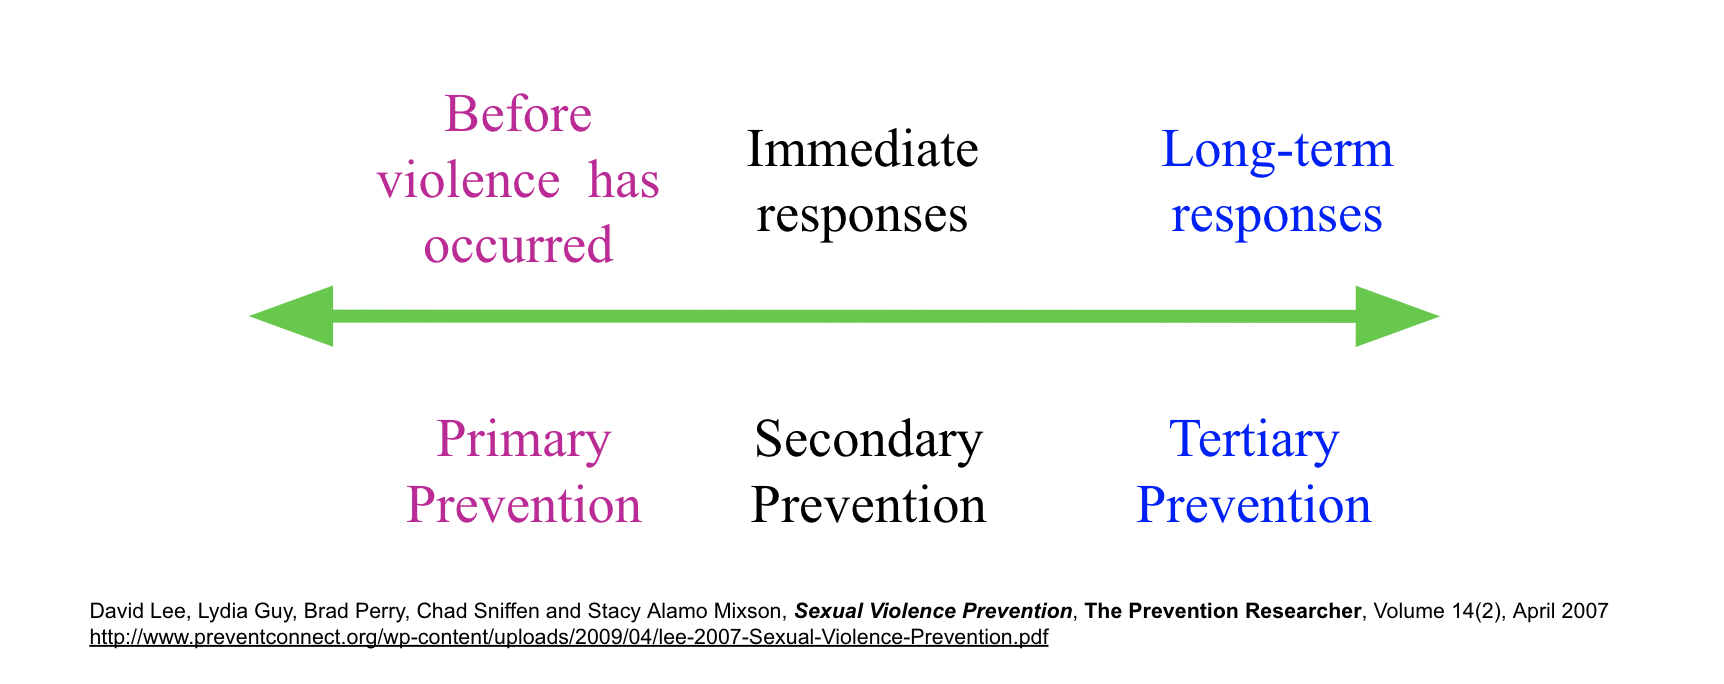 Before
violence has
occurred
Immediate
responses
Long-term
responses
Primary
Prevention
Secondary
Prevention
Tertiary
Prevention
David Lee, Lydia Guy, Brad Perry, Chad Sniffen and Stacy Alamo Mixson, Sexual Violence Prevention, The Prevention Researcher, Volume 14(2), April 2007
http://www.preventconnect.org/wp-content/uploads/2009/04/lee-2007-Sexual-Violence-Prevention.pdf